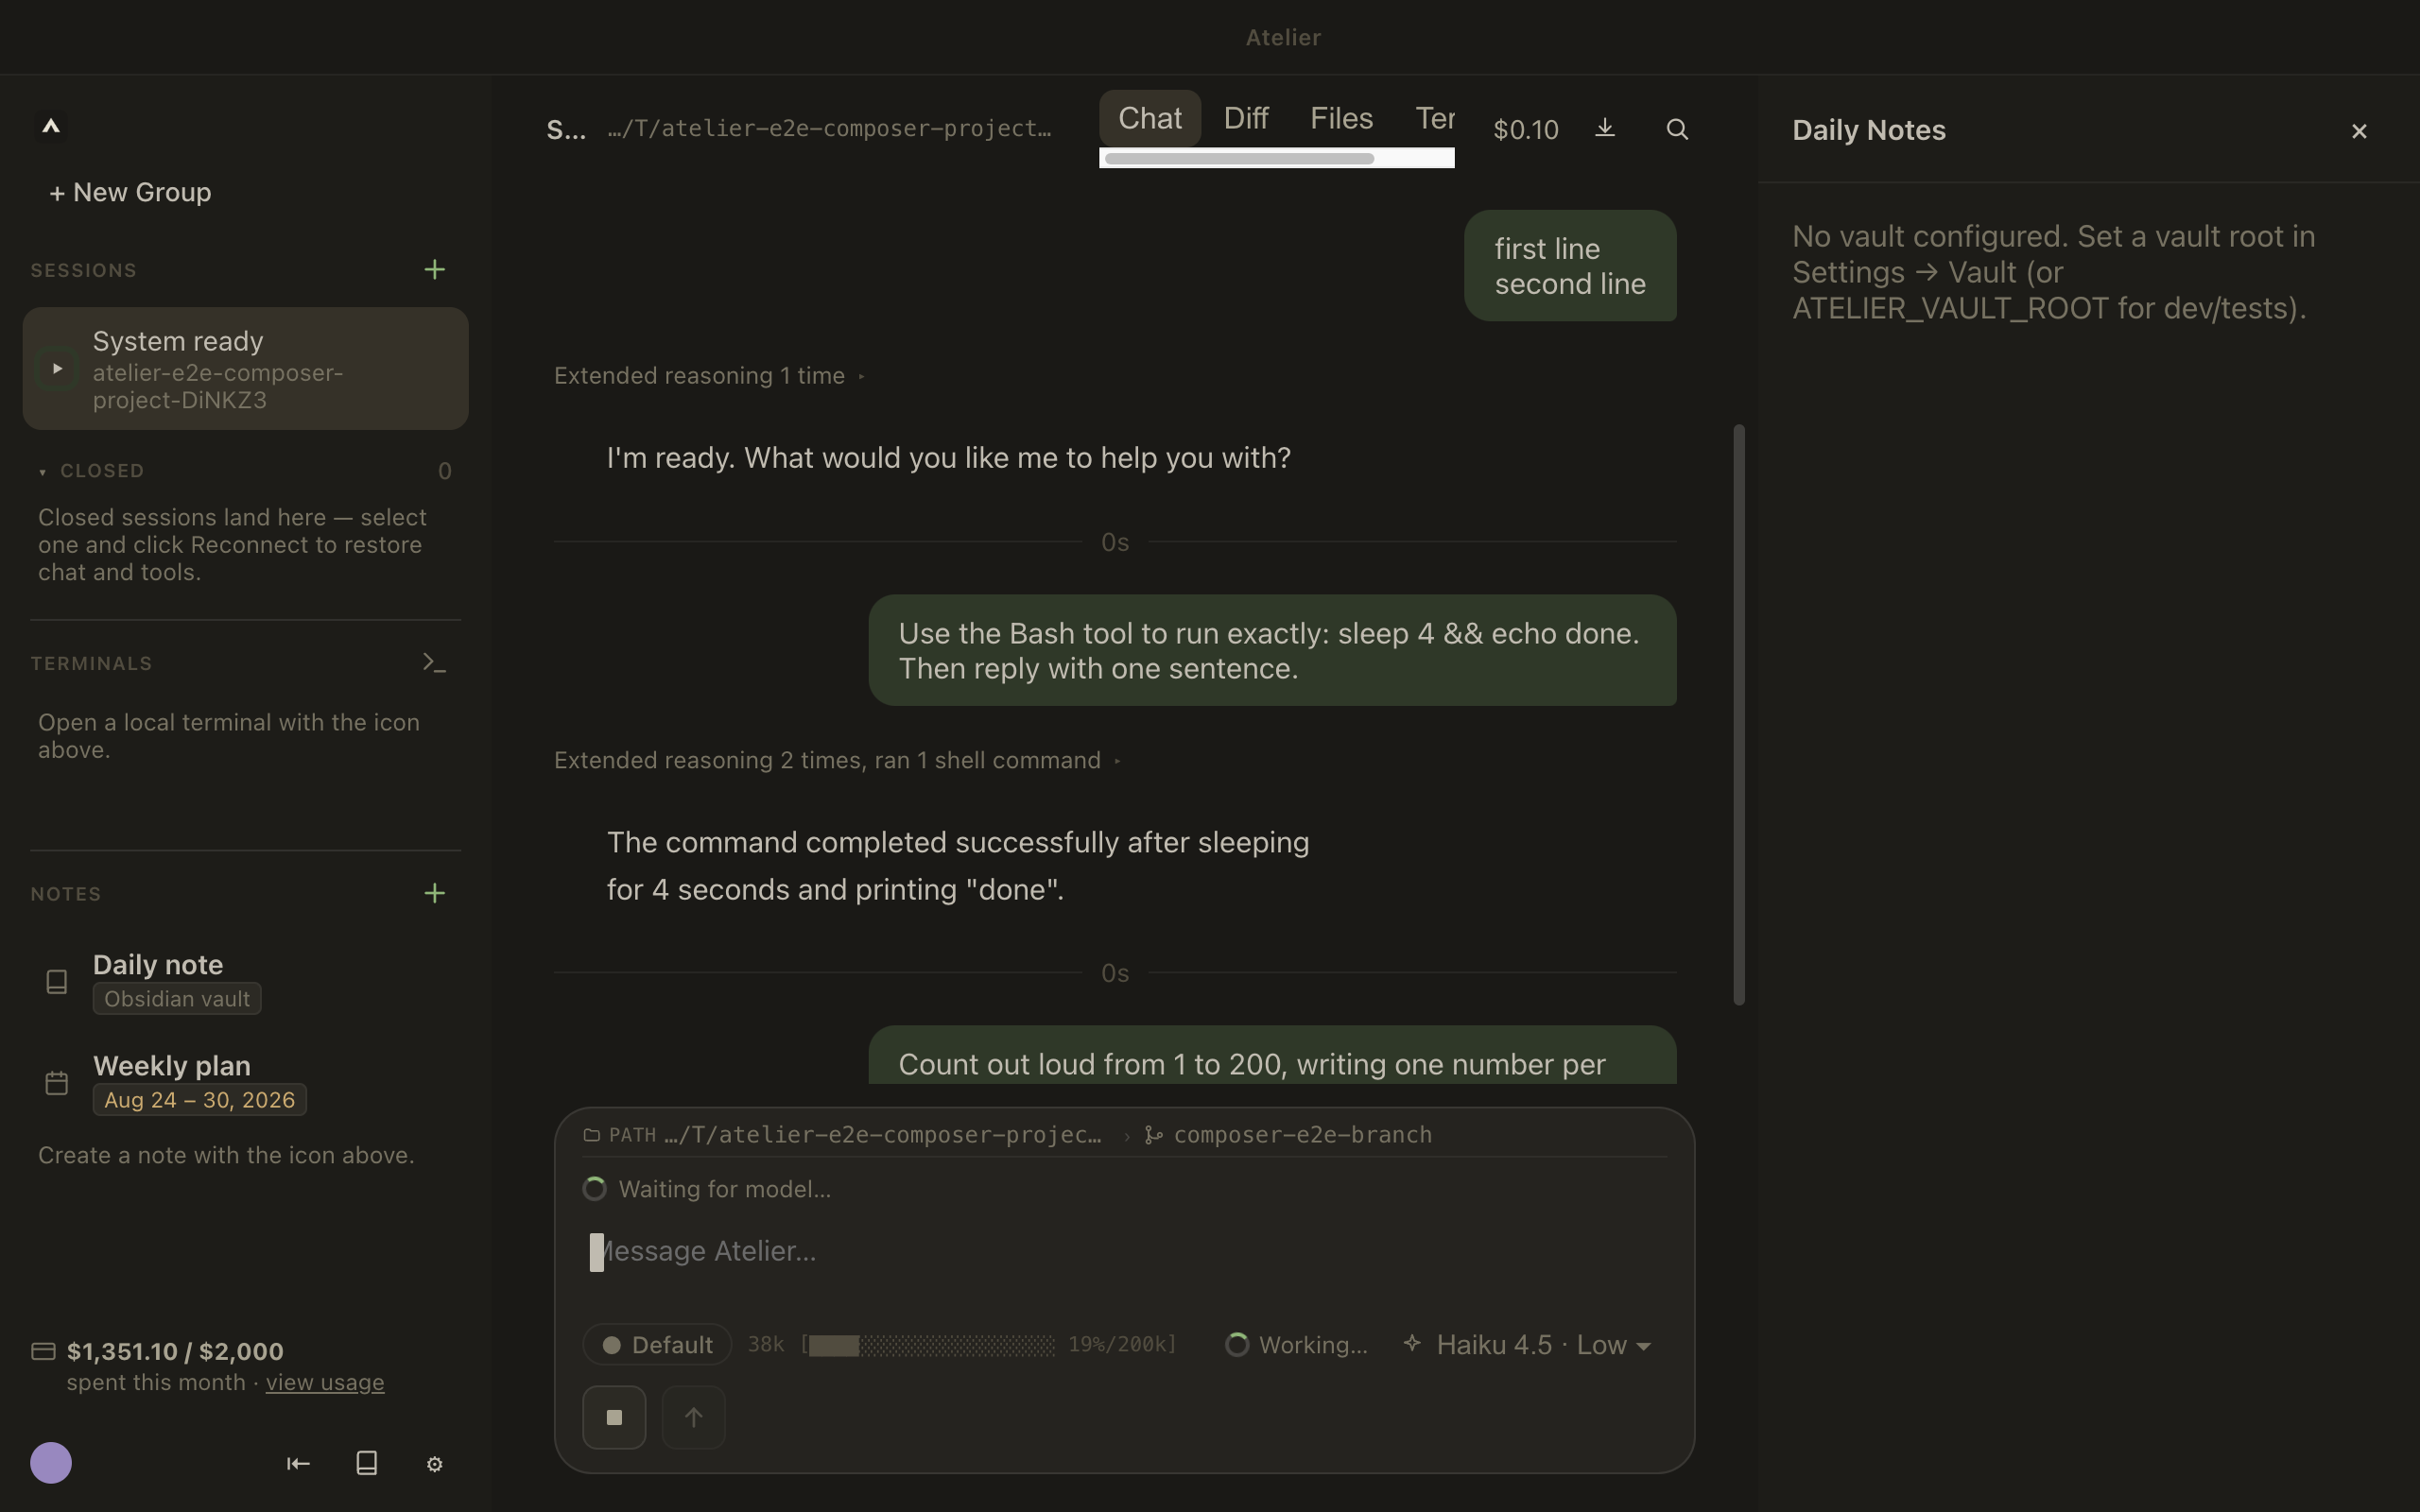 Atelier
+ New Group
SESSIONS
System ready
atelier-e2e-composer-
project-DiNKZ3
CLOSED 0
Closed sessions land here — select
one and click Reconnect to restore
chat and tools.
TERMINALS
Open a local terminal with the icon
above.
NOTES
Daily note
Obsidian vault
Weekly plan
Aug 24 – 30, 2026
Create a note with the icon above.
$1,351.10 / $2,000
spent this month · view usage
S... …/T/atelier-e2e-composer-project…
Chat Diff Files Ter
$0.10
first line
second line
Extended reasoning 1 time
I'm ready. What would you like me to help you with?
0s
Use the Bash tool to run exactly: sleep 4 && echo done.
Then reply with one sentence.
Extended reasoning 2 times, ran 1 shell command
The command completed successfully after sleeping
for 4 seconds and printing "done".
0s
Count out loud from 1 to 200, writing one number per
PATH …/T/atelier-e2e-composer-projec… › composer-e2e-branch
Waiting for model...
Message Atelier...
Default 38k [ 19%/200k] Working... Haiku 4.5 · Low
Daily Notes
No vault configured. Set a vault root in
Settings → Vault (or
ATELIER_VAULT_ROOT for dev/tests).